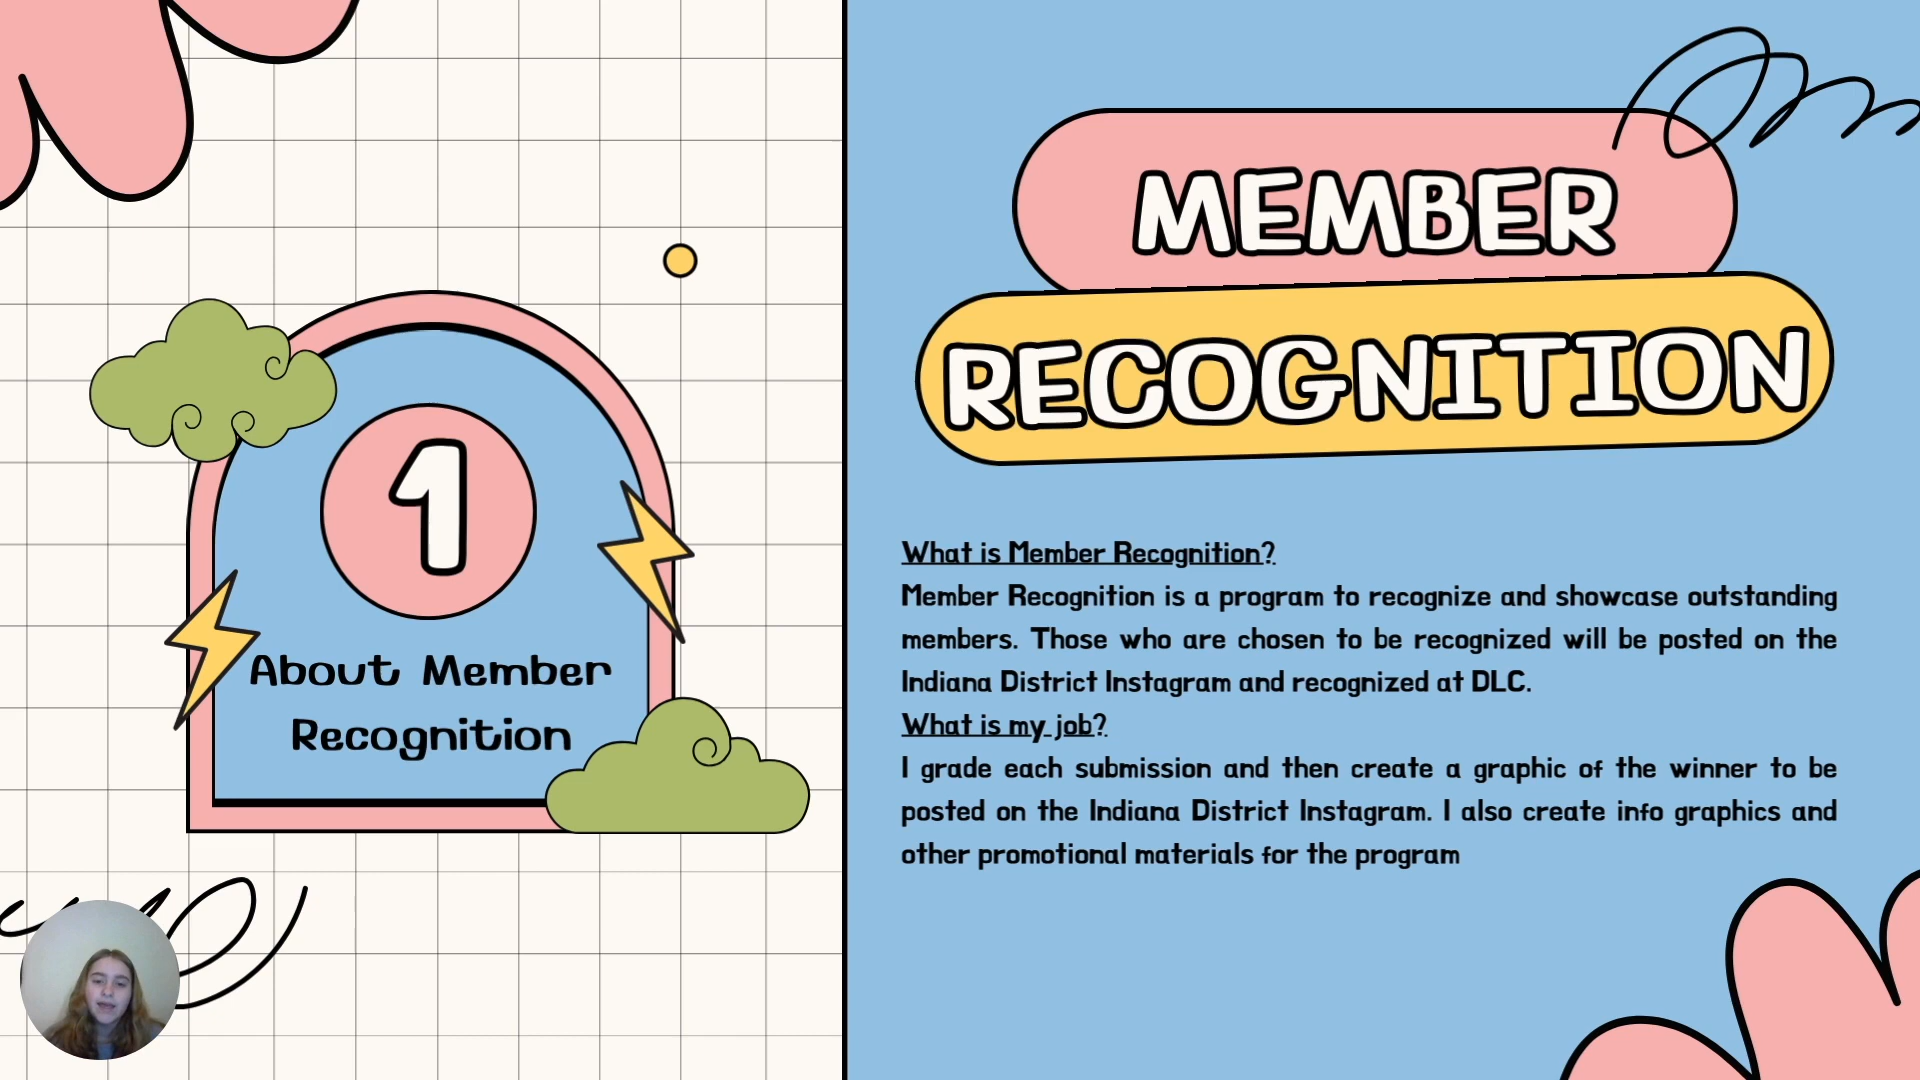 1
About Member
Recognition
MEMBER
RECOGNITION
What is Member Recognition?
Member Recognition is a program to recognize and showcase outstanding
members. Those who are chosen to be recognized will be posted on the
Indiana District Instagram and recognized at DLC.
What is my job?
I grade each submission and then create a graphic of the winner to be
posted on the Indiana District Instagram. I also create info graphics and
other promotional materials for the program